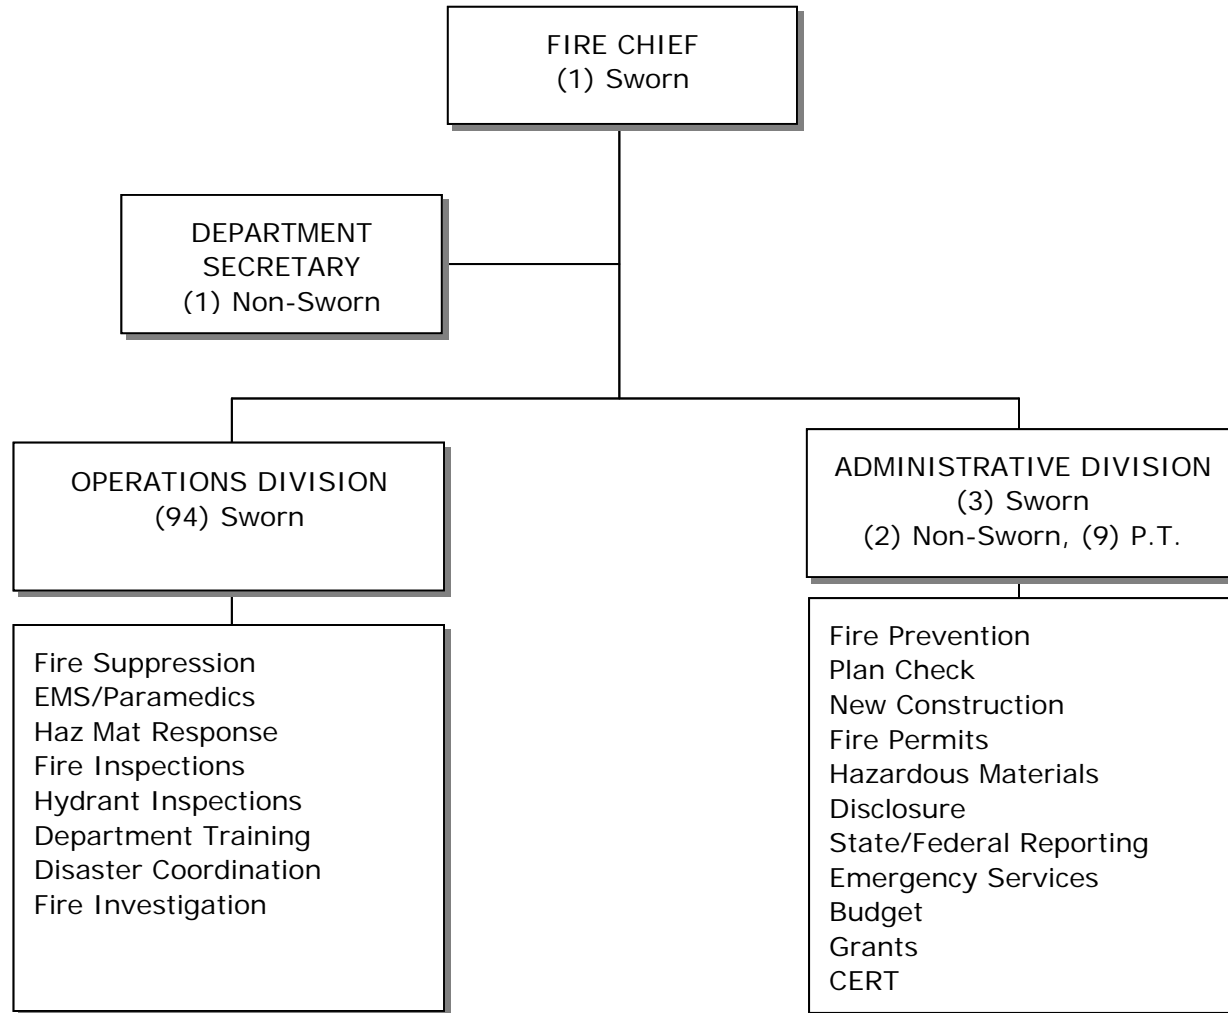 FIRE CHIEF
(1) Sworn
DEPARTMENT
SECRETARY
(1) Non-Sworn
OPERATIONS DIVISION
(94) Sworn
ADMINISTRATIVE DIVISION
(3) Sworn
(2) Non-Sworn, (9) P.T.
Fire Suppression
EMS/Paramedics
Haz Mat Response
Fire Inspections
Hydrant Inspections
Department Training
Disaster Coordination
Fire Investigation
Fire Prevention
Plan Check
New Construction
Fire Permits
Hazardous Materials
Disclosure
State/Federal Reporting
Emergency Services
Budget
Grants
CERT